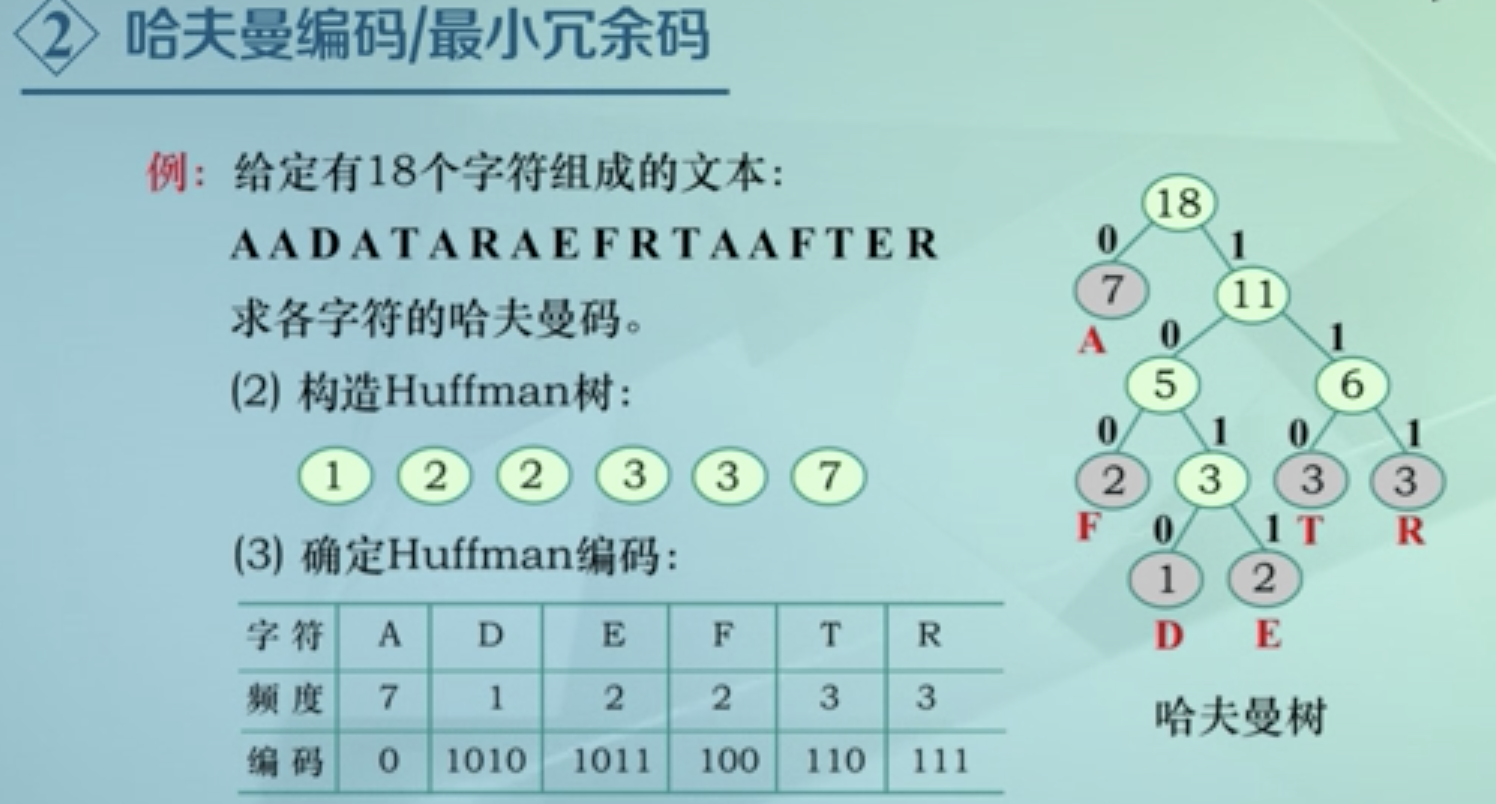 2 哈夫曼编码/最小冗余码
例：给定有18个字符组成的文本：
A A D A T A R A E F R T A A F T E R
求各字符的哈夫曼码。
(2) 构造Huffman树：
1 2 2 3 3 7
(3) 确定Huffman编码：
字符 A D E F T R
频度 7 1 2 2 3 3
编码 0 1010 1011 100 110 111
18
0 1
7 11
A 0 1
5 6
0 1 0 1
2 3 3 3
F 0 1 T R
1 2
D E
哈夫曼树